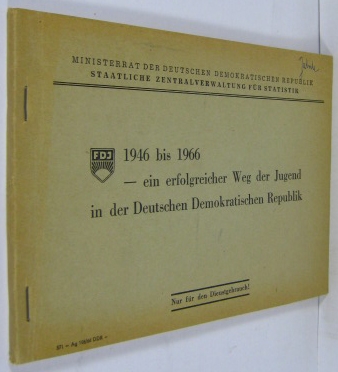 Jahnke
MINISTERRAT DER DEUTSCHEN DEMOKRATISCHEN REPUBLIK
STAATLICHE ZENTRALVERWALTUNG FÜR STATISTIK
FDJ
1946 bis 1966
— ein erfolgreicher Weg der Jugend
in der Deutschen Demokratischen Republik
Nur für den Dienstgebrauch!